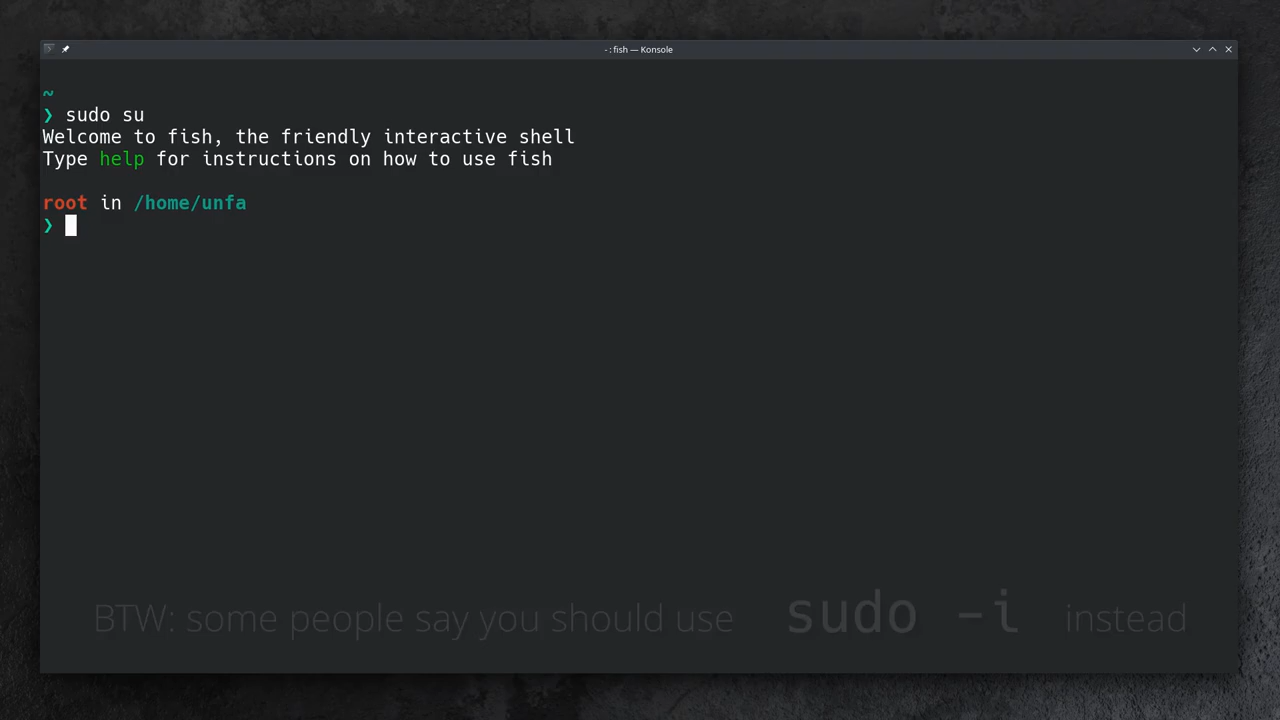 - : fish — Konsole
~
❯ sudo su
Welcome to fish, the friendly interactive shell
Type help for instructions on how to use fish
root in /home/unfa
❯
BTW: some people say you should use sudo -i instead